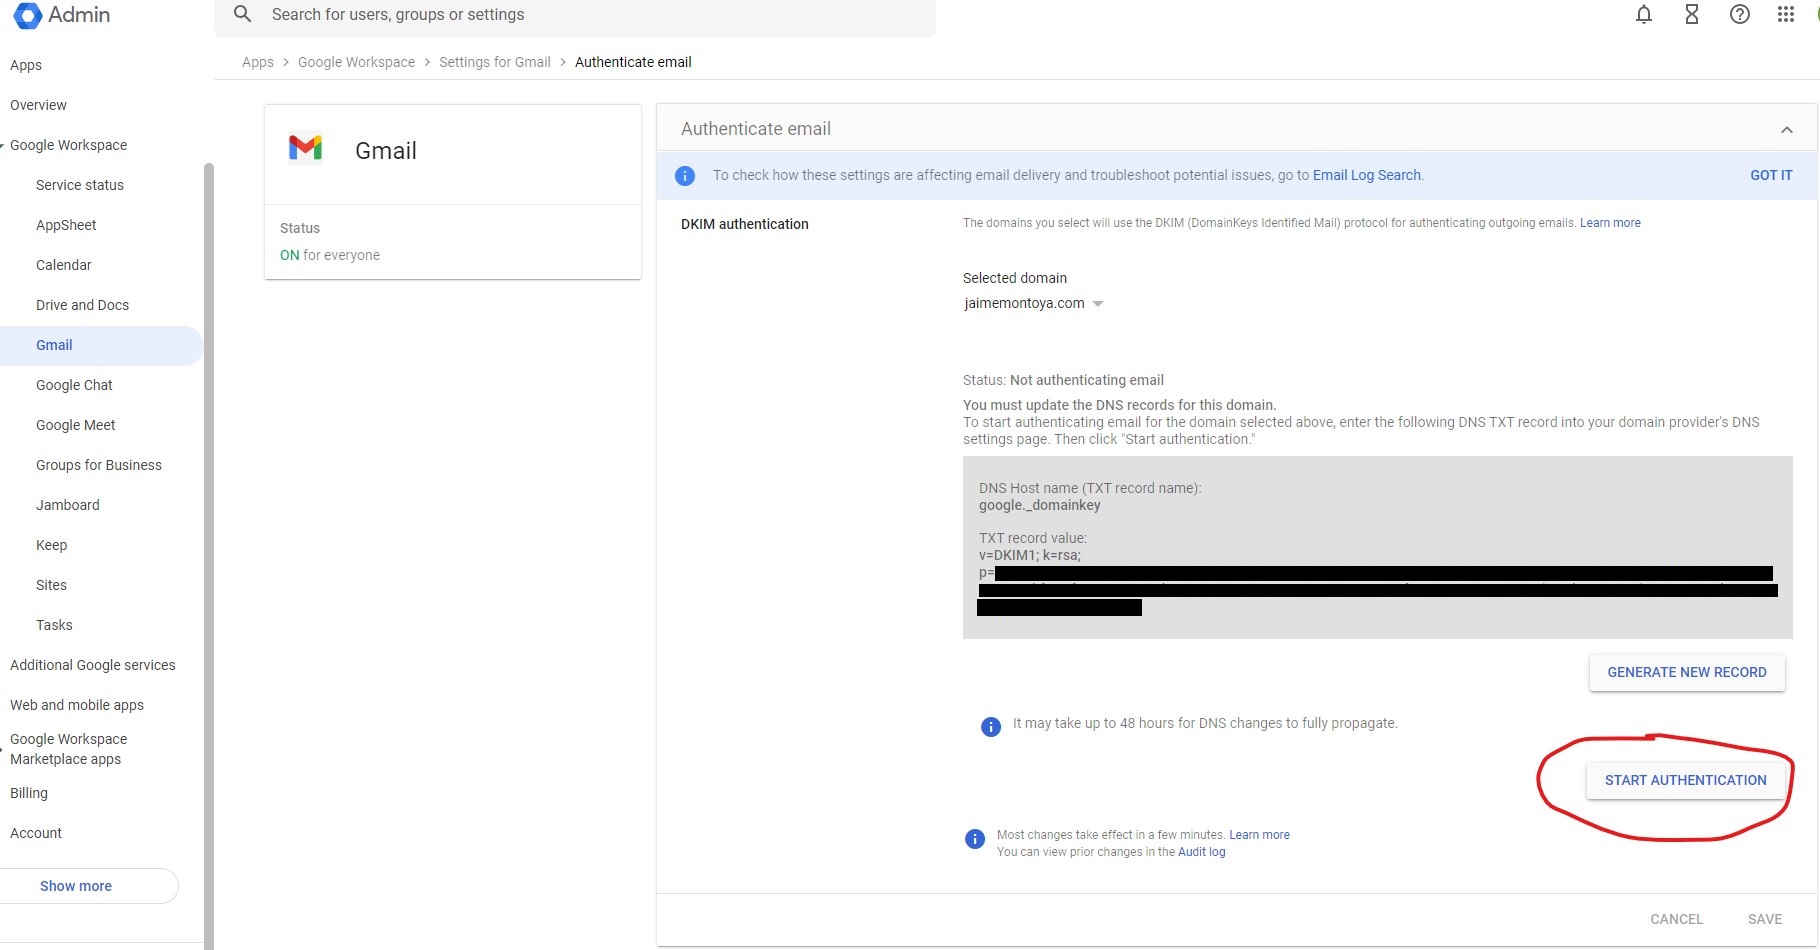 Admin
Search for users, groups or settings
Apps > Google Workspace > Settings for Gmail > Authenticate email
Apps
Overview
Google Workspace
Service status
AppSheet
Calendar
Drive and Docs
Gmail
Google Chat
Google Meet
Groups for Business
Jamboard
Keep
Sites
Tasks
Additional Google services
Web and mobile apps
Google Workspace
Marketplace apps
Billing
Account
Show more
Gmail
Status
ON for everyone
Authenticate email
To check how these settings are affecting email delivery and troubleshoot potential issues, go to Email Log Search.
GOT IT
DKIM authentication
The domains you select will use the DKIM (DomainKeys Identified Mail) protocol for authenticating outgoing emails. Learn more
Selected domain
jaimemontoya.com
Status: Not authenticating email
You must update the DNS records for this domain.
To start authenticating email for the domain selected above, enter the following DNS TXT record into your domain provider's DNS
settings page. Then click "Start authentication."
DNS Host name (TXT record name):
google._domainkey
TXT record value:
v=DKIM1; k=rsa;
p=
GENERATE NEW RECORD
It may take up to 48 hours for DNS changes to fully propagate.
START AUTHENTICATION
Most changes take effect in a few minutes. Learn more
You can view prior changes in the Audit log
CANCEL
SAVE